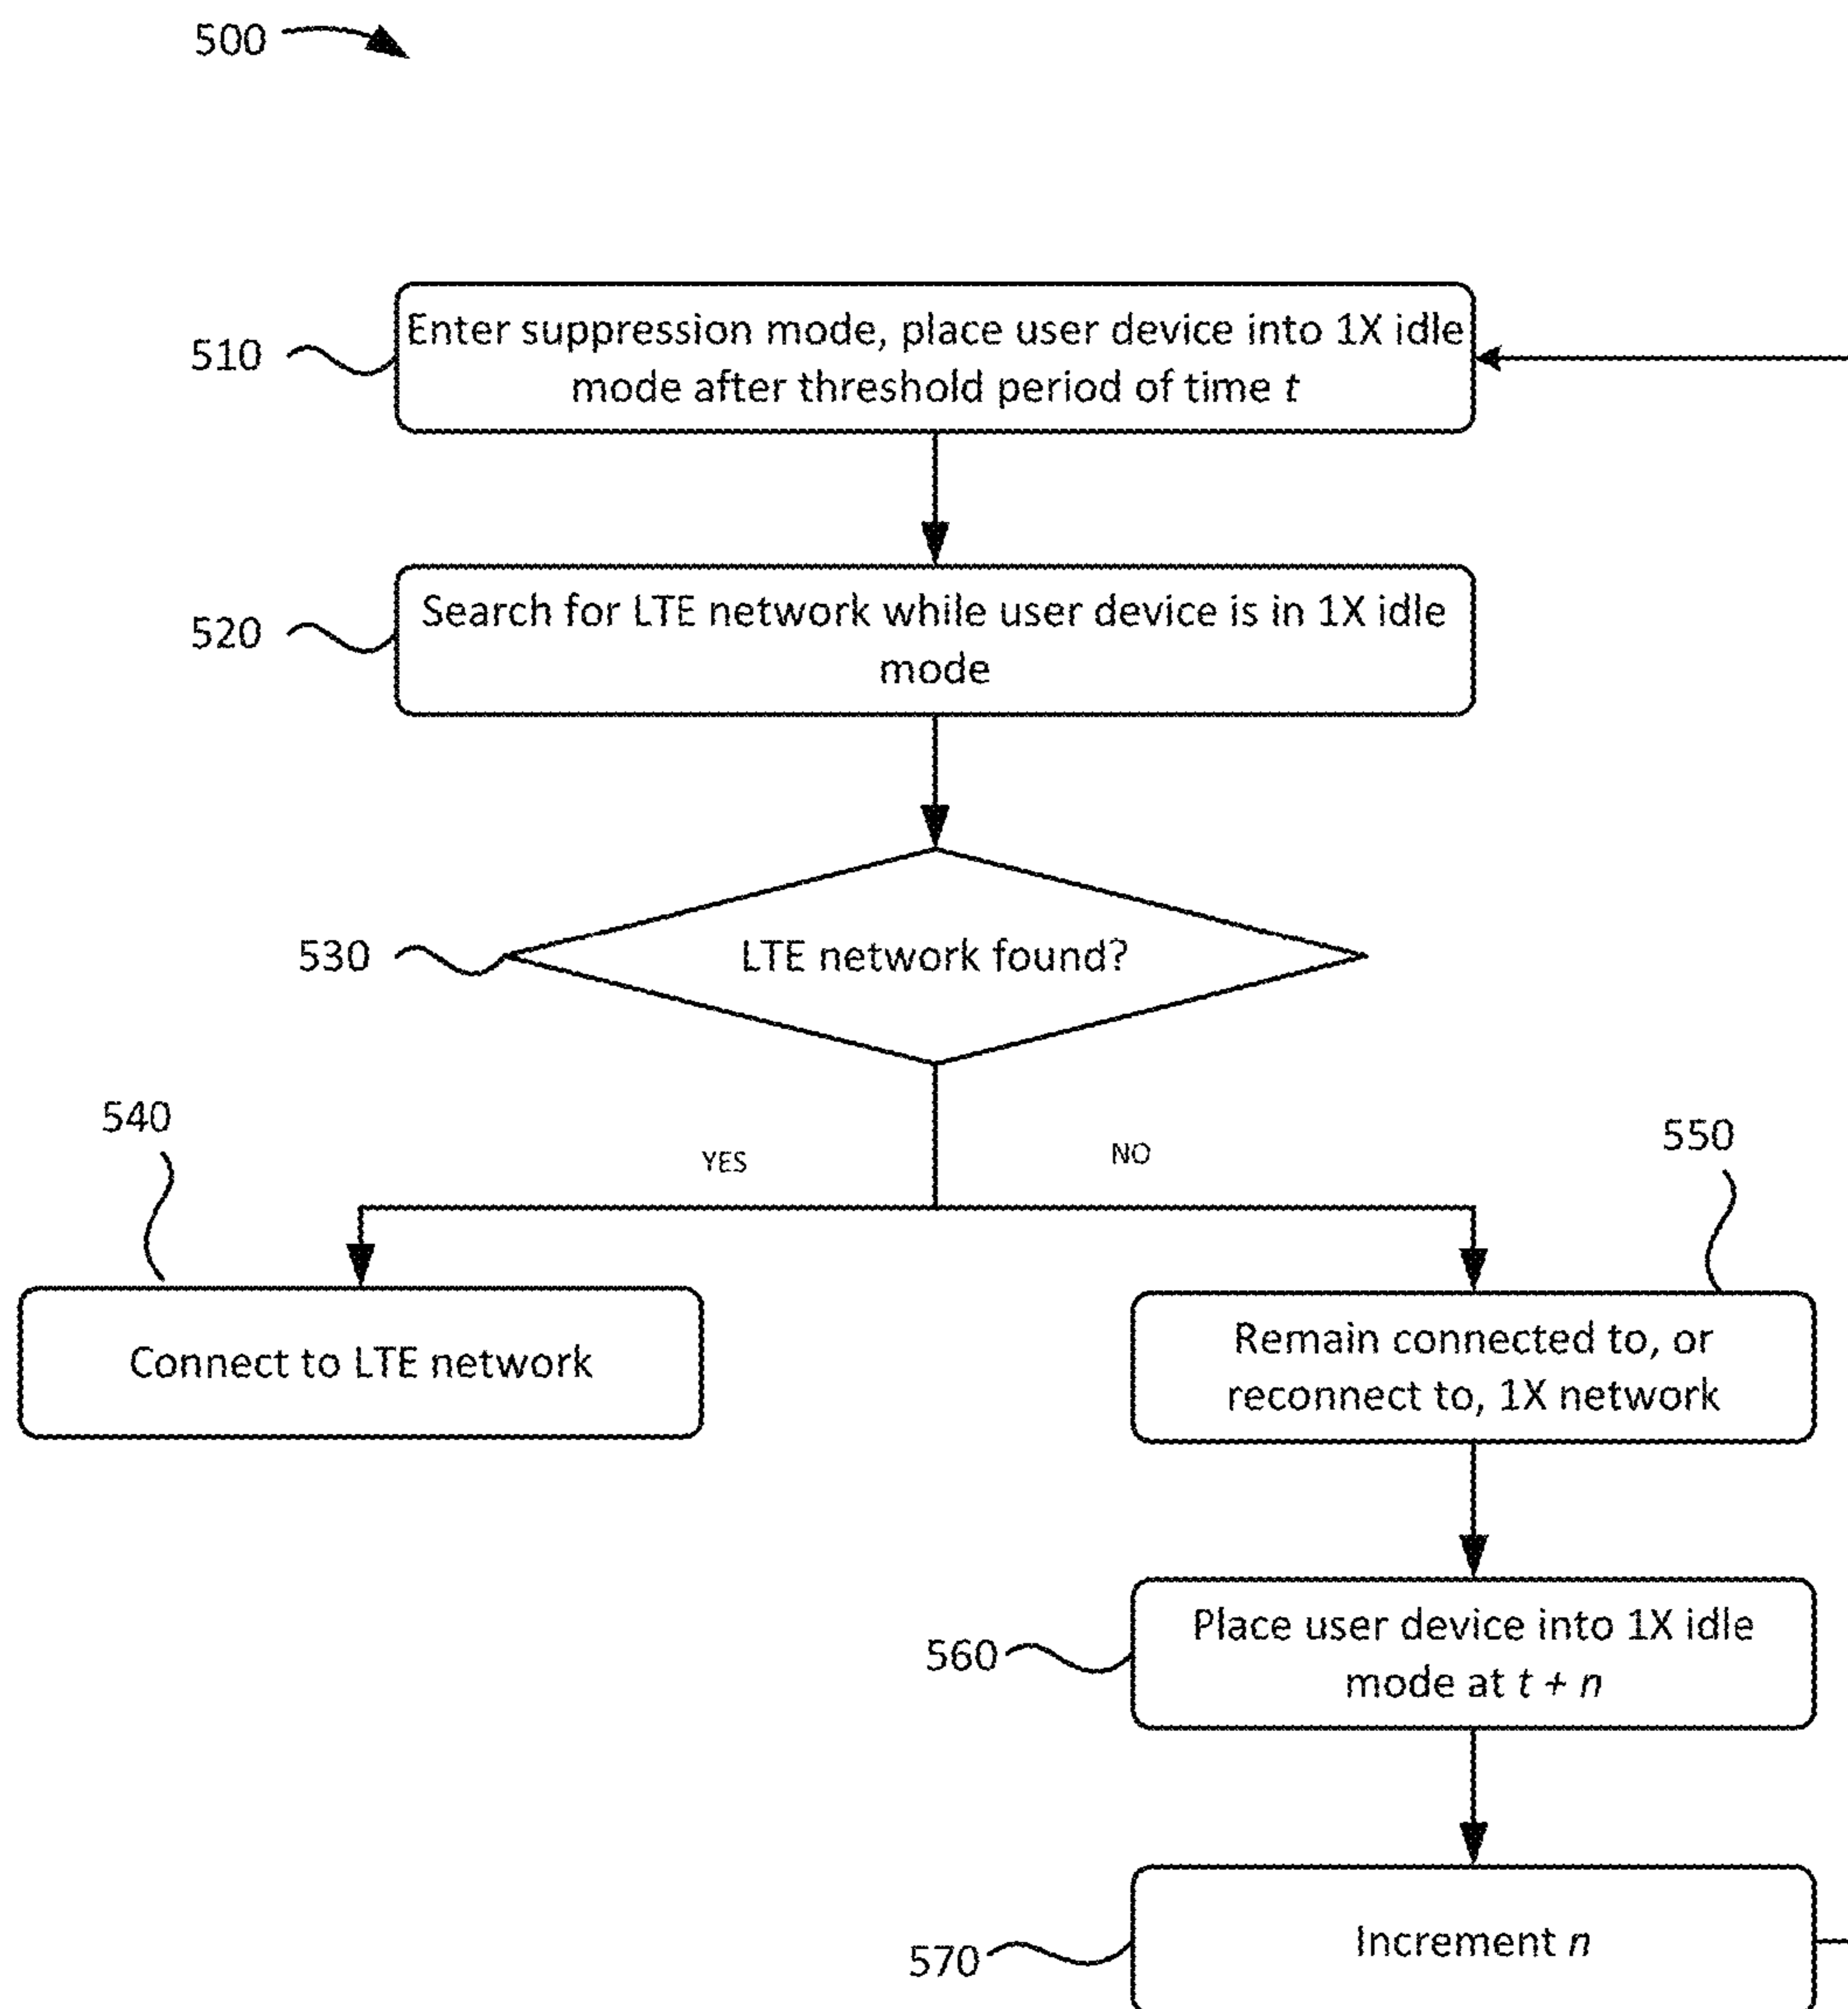 500
510
Enter suppression mode, place user device into 1X idle
mode after threshold period of time t
520
Search for LTE network while user device is in 1X idle
mode
530
LTE network found?
YES
NO
540
550
Connect to LTE network
Remain connected to, or
reconnect to, 1X network
560
Place user device into 1X idle
mode at t + n
570
Increment n